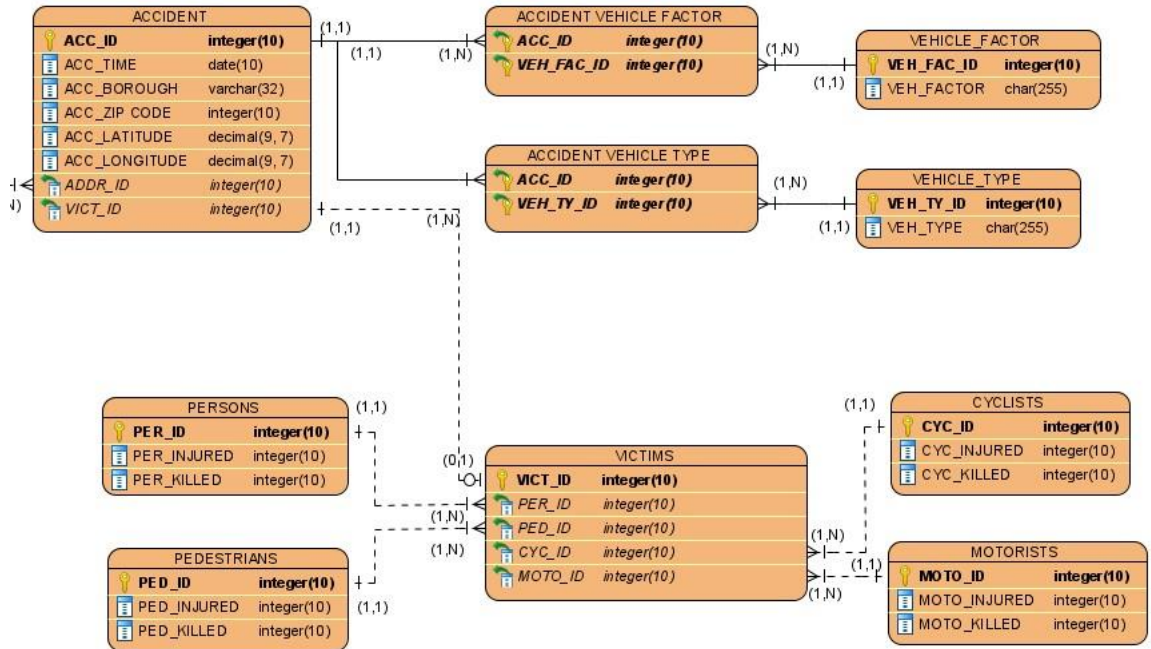 ACCIDENT
ACC_ID integer(10)
ACC_TIME date(10)
ACC_BOROUGH varchar(32)
ACC_ZIP CODE integer(10)
ACC_LATITUDE decimal(9, 7)
ACC_LONGITUDE decimal(9, 7)
ADDR_ID integer(10)
VICT_ID integer(10)
N)
(1,1)
(1,1)
(1,N)
(1,N)
(1,1)
ACCIDENT VEHICLE FACTOR
ACC_ID integer(10)
VEH_FAC_ID integer(10)
(1,N)
(1,1)
VEHICLE_FACTOR
VEH_FAC_ID integer(10)
VEH_FACTOR char(255)
ACCIDENT VEHICLE TYPE
ACC_ID integer(10)
VEH_TY_ID integer(10)
(1,N)
(1,1)
VEHICLE_TYPE
VEH_TY_ID integer(10)
VEH_TYPE char(255)
PERSONS
PER_ID integer(10)
PER_INJURED integer(10)
PER_KILLED integer(10)
(1,1)
PEDESTRIANS
PED_ID integer(10)
PED_INJURED integer(10)
PED_KILLED integer(10)
(1,1)
(0,1)
(1,N)
(1,N)
VICTIMS
VICT_ID integer(10)
PER_ID integer(10)
PED_ID integer(10)
CYC_ID integer(10)
MOTO_ID integer(10)
(1,N)
(1,N)
(1,1)
(1,1)
CYCLISTS
CYC_ID integer(10)
CYC_INJURED integer(10)
CYC_KILLED integer(10)
MOTORISTS
MOTO_ID integer(10)
MOTO_INJURED integer(10)
MOTO_KILLED integer(10)